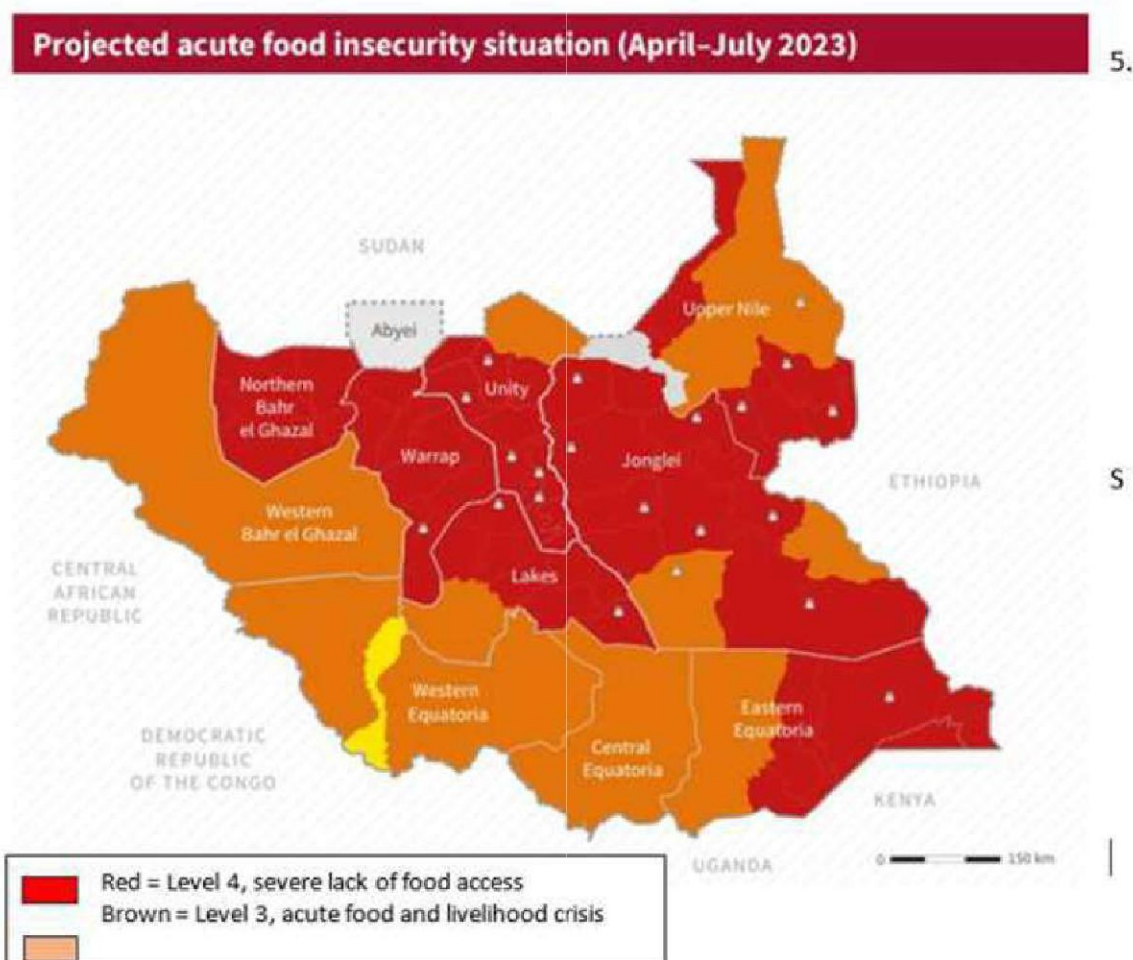 Projected acute food insecurity situation (April–July 2023)
5.
SUDAN
Abyei
Upper Nile
Northern
Bahr
el Ghazal
Unity
Warrap
Jonglei
ETHIOPIA
S
Western
Bahr el Ghazal
CENTRAL
AFRICAN
REPUBLIC
Lakes
Western
Equatoria
Eastern
Equatoria
Central
Equatoria
DEMOCRATIC
REPUBLIC
OF THE CONGO
KENYA
UGANDA
0 150 km
Red = Level 4, severe lack of food access
Brown = Level 3, acute food and livelihood crisis